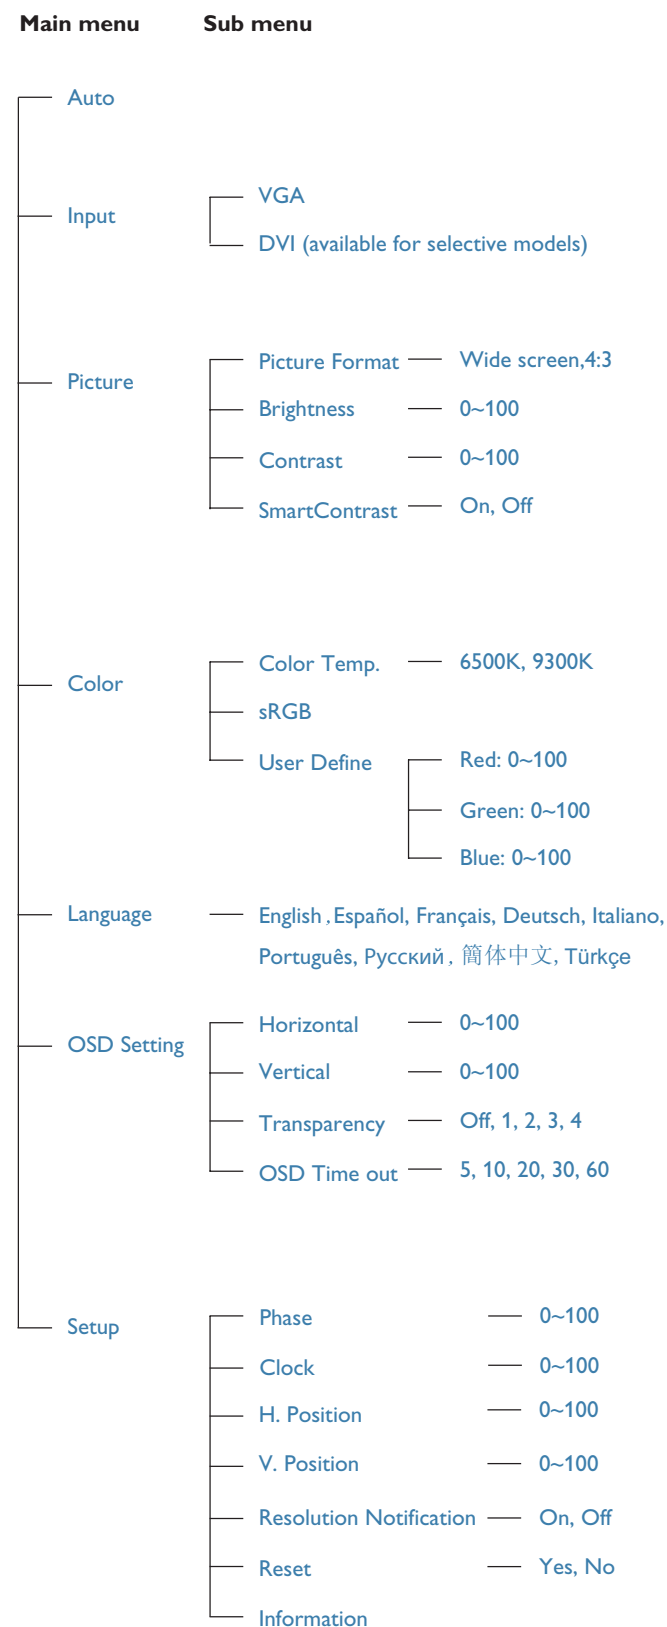 Main menu Sub menu
Auto
Input
VGA
DVI (available for selective models)
Picture
Picture Format Wide screen,4:3
Brightness 0~100
Contrast 0~100
SmartContrast On, Off
Color
Color Temp. 6500K, 9300K
sRGB
User Define Red: 0~100
Green: 0~100
Blue: 0~100
Language English, Español, Français, Deutsch, Italiano,
Português, Русский, 簡体中文, Türkçe
OSD Setting
Horizontal 0~100
Vertical 0~100
Transparency Off, 1, 2, 3, 4
OSD Time out 5, 10, 20, 30, 60
Setup
Phase 0~100
Clock 0~100
H. Position 0~100
V. Position 0~100
Resolution Notification On, Off
Reset Yes, No
Information